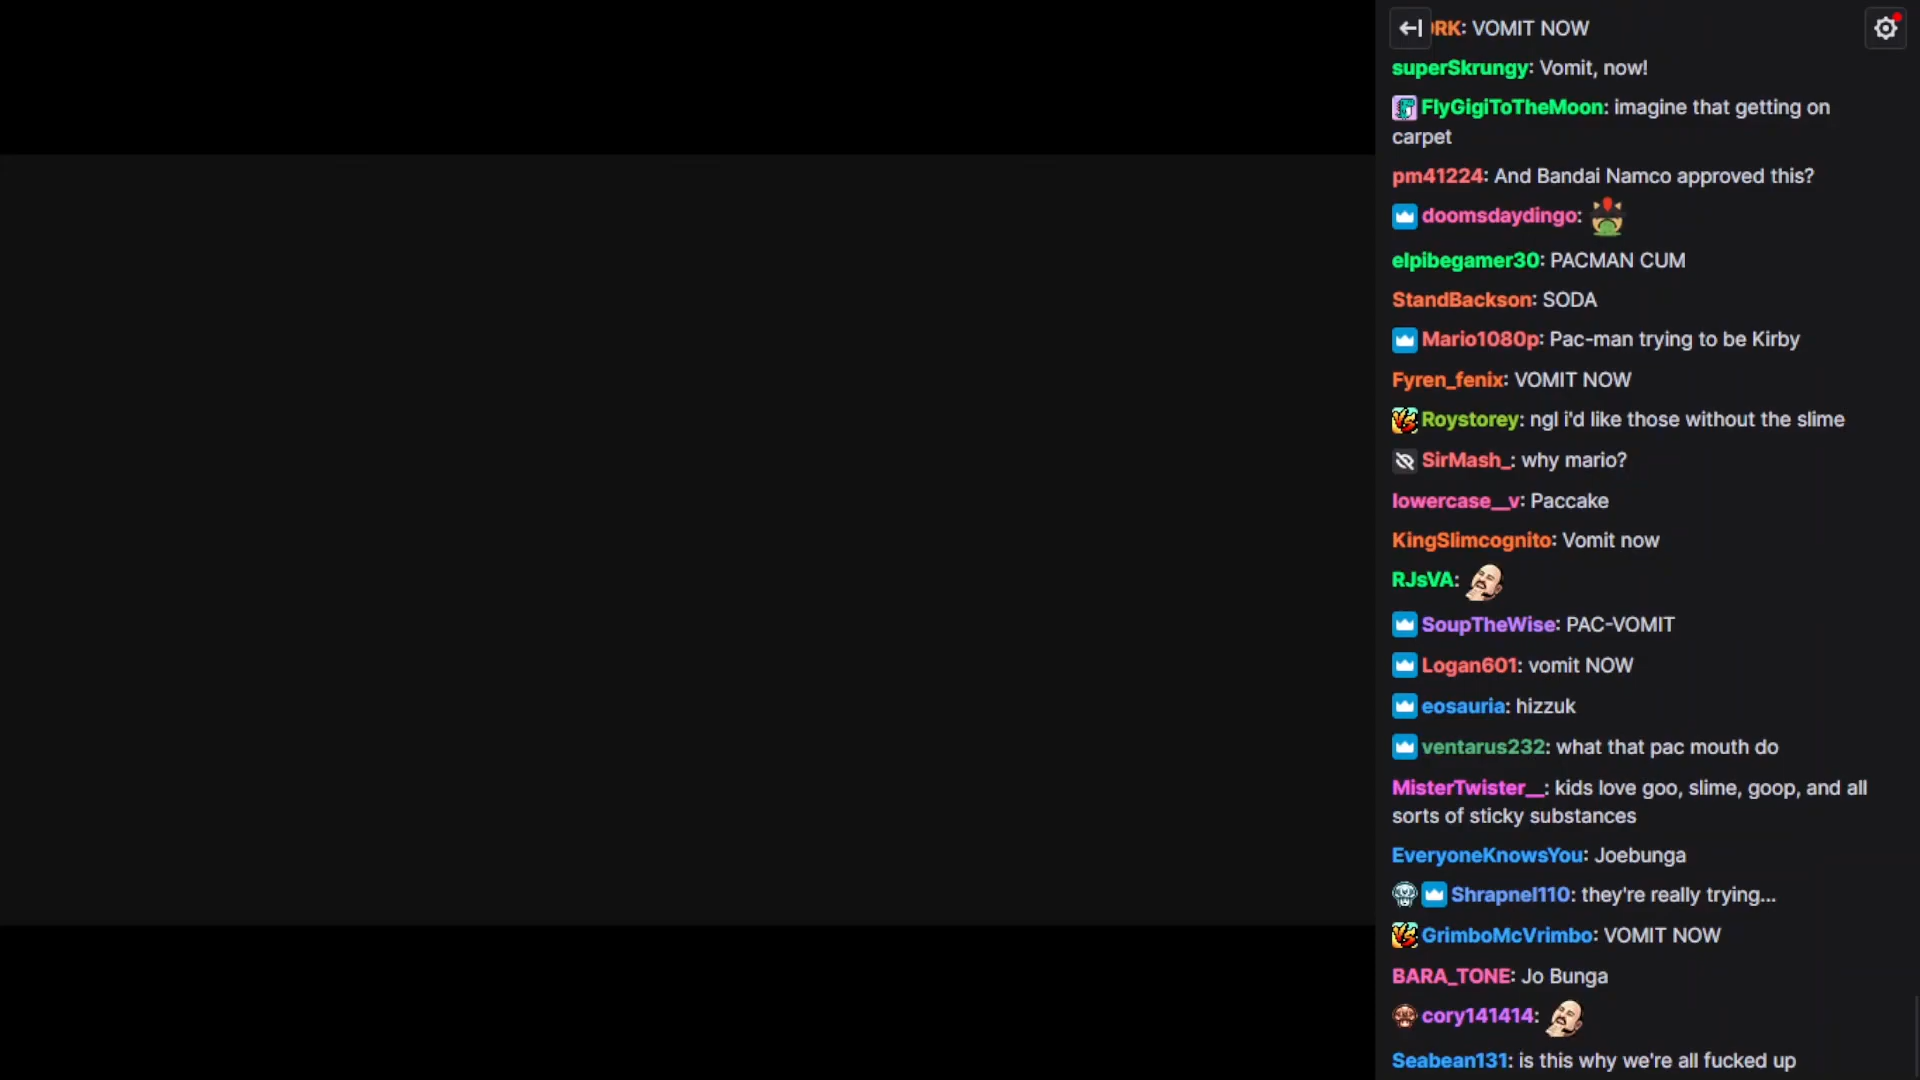 RK: VOMIT NOW
superSkrungy: Vomit, now!
FlyGigiToTheMoon: imagine that getting on
carpet
pm41224: And Bandai Namco approved this?
doomsdaydingo:
elpibegamer30: PACMAN CUM
StandBackson: SODA
Mario1080p: Pac-man trying to be Kirby
Fyren_fenix: VOMIT NOW
Roystorey: ngl i'd like those without the slime
SirMash_: why mario?
lowercase__v: Paccake
KingSlimcognito: Vomit now
RJsVA:
SoupTheWise: PAC-VOMIT
Logan601: vomit NOW
eosauria: hizzuk
ventarus232: what that pac mouth do
MisterTwister__: kids love goo, slime, goop, and all
sorts of sticky substances
EveryoneKnowsYou: Joebunga
Shrapnel110: they're really trying...
GrimboMcVrimbo: VOMIT NOW
BARA_TONE: Jo Bunga
cory141414:
Seabean131: is this why we're all fucked up